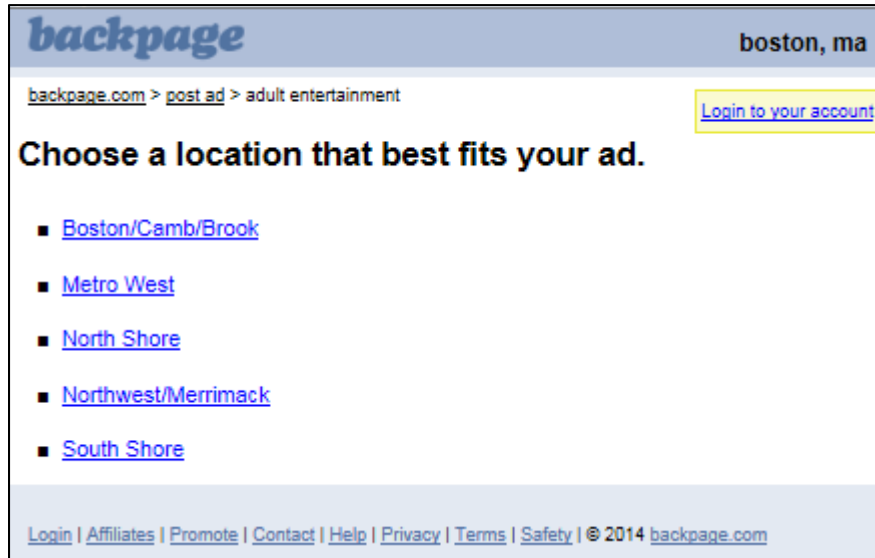 backpage
boston, ma
backpage.com > post ad > adult entertainment
Login to your account
Choose a location that best fits your ad.
Boston/Camb/Brook
Metro West
North Shore
Northwest/Merrimack
South Shore
Login | Affiliates | Promote | Contact | Help | Privacy | Terms | Safety | © 2014 backpage.com